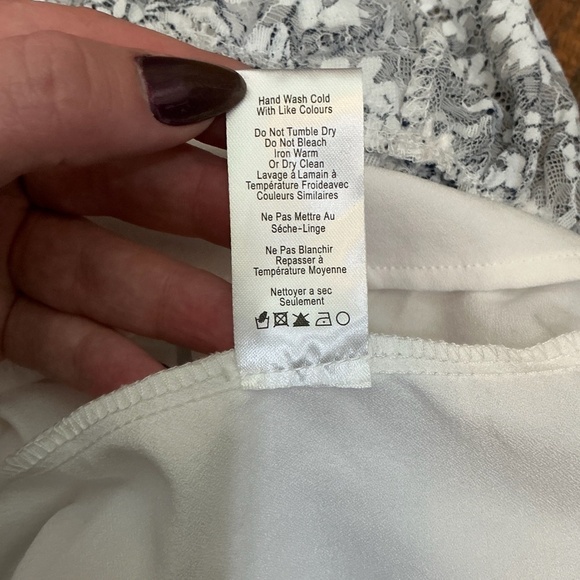 Hand Wash Cold
With Like Colours
Do Not Tumble Dry
Do Not Bleach
Iron Warm
Or Dry Clean
Lavage á Lamain à
Température Froideavec
Couleurs Similaires
Ne Pas Mettre Au
Séche-Linge
Ne Pas Blanchir
Repasser à
Température Moyenne
Nettoyer a sec
Seulement